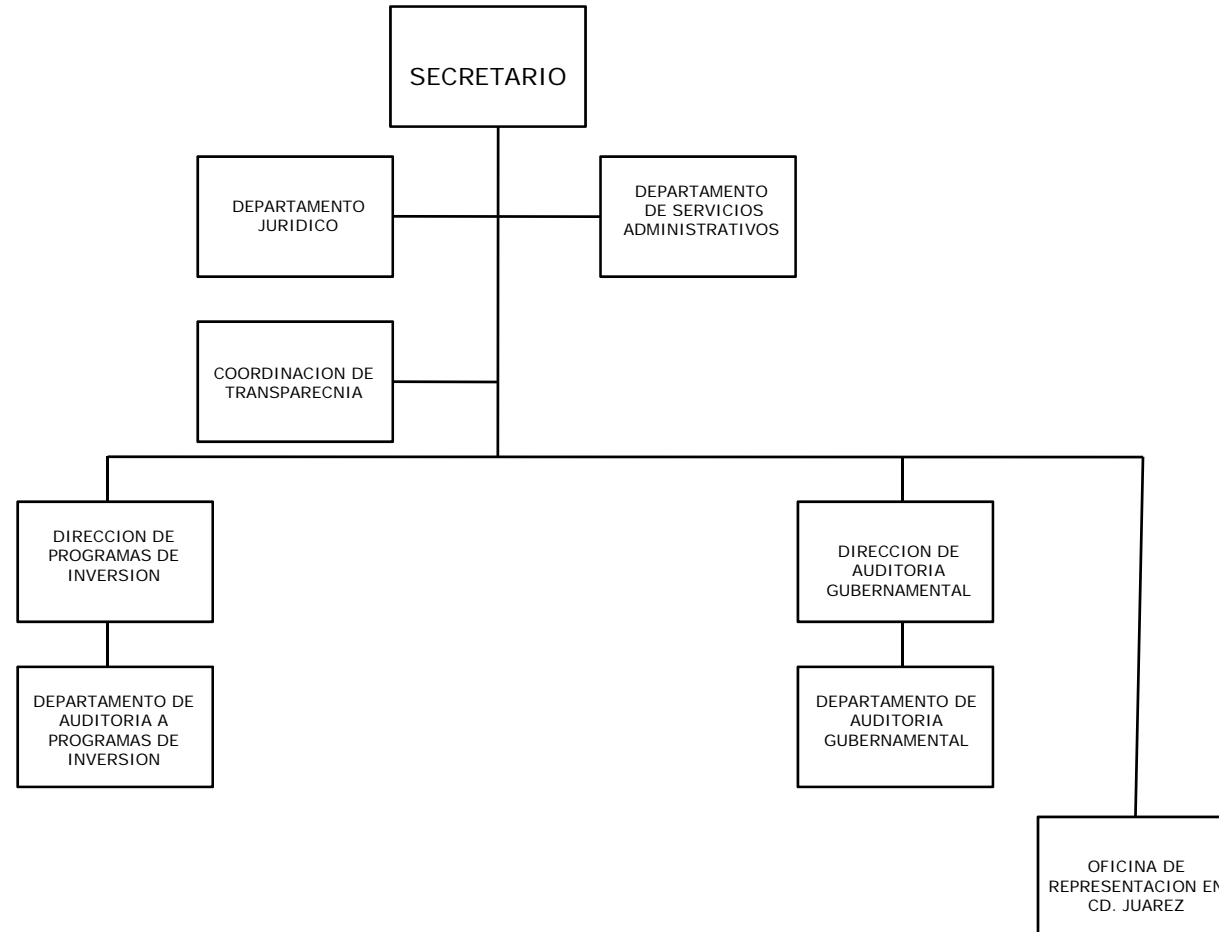 SECRETARIO
DEPARTAMENTO
JURIDICO
DEPARTAMENTO
DE SERVICIOS
ADMINISTRATIVOS
COORDINACION DE
TRANSPARECNIA
DIRECCION DE
PROGRAMAS DE
INVERSION
DIRECCION DE
AUDITORIA
GUBERNAMENTAL
DEPARTAMENTO DE
AUDITORIA A
PROGRAMAS DE
INVERSION
DEPARTAMENTO DE
AUDITORIA
GUBERNAMENTAL
OFICINA DE
REPRESENTACION EN
CD. JUAREZ